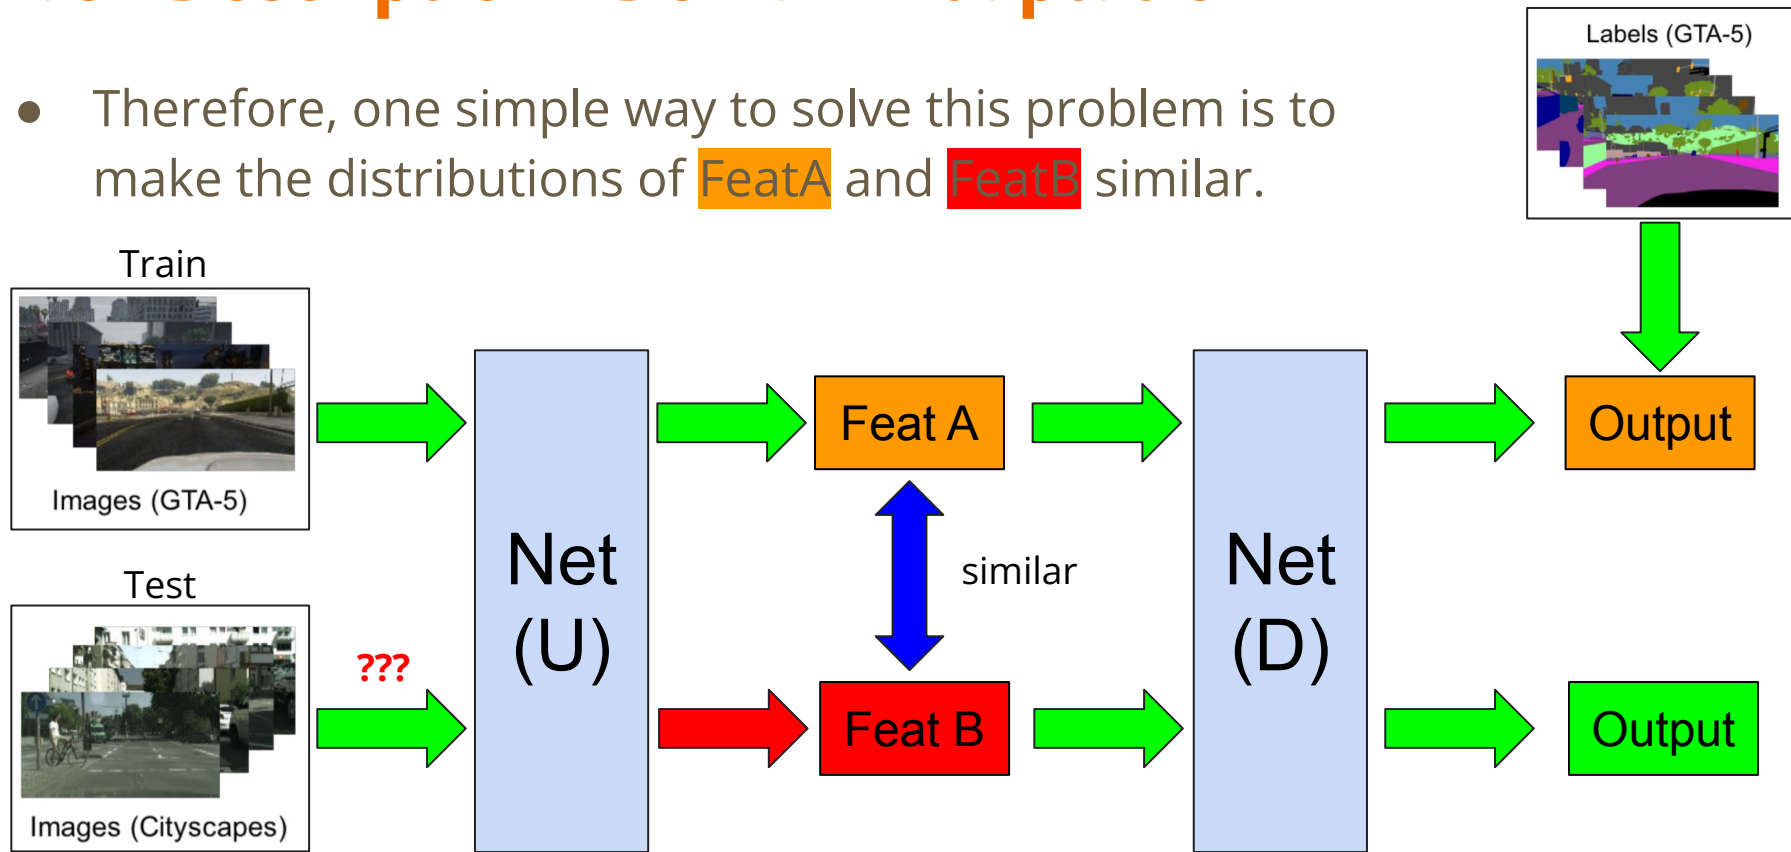 Labels (GTA-5)
● Therefore, one simple way to solve this problem is to
make the distributions of FeatA and FeatB similar.
Train
Images (GTA-5)
Feat A
Output
Net
(U)
similar
Net
(D)
Test
???
Feat B
Output
Images (Cityscapes)